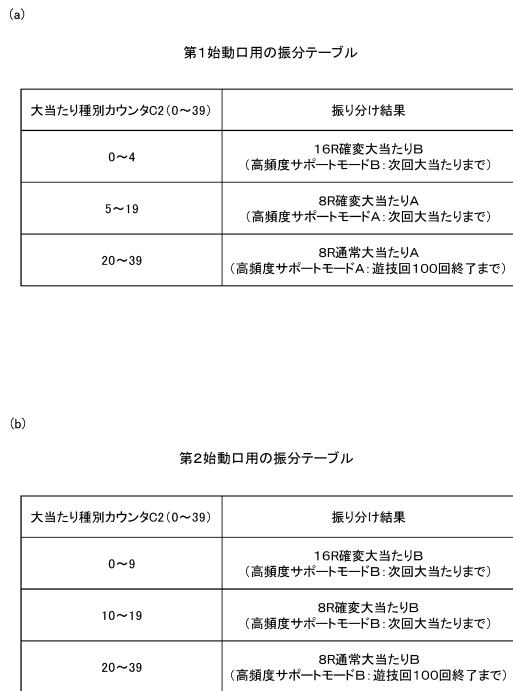 (a)
第1始動口用の振分テーブル
大当たり種別カウンタC2(0～39)
振り分け結果
0～4
16R確変大当たりB
(高頻度サポートモードB:次回大当たりまで)
5～19
8R確変大当たりA
(高頻度サポートモードA:次回大当たりまで)
20～39
8R通常大当たりA
(高頻度サポートモードA:遊技回100回終了まで)
(b)
第2始動口用の振分テーブル
大当たり種別カウンタC2(0～39)
振り分け結果
0～9
16R確変大当たりB
(高頻度サポートモードB:次回大当たりまで)
10～19
8R確変大当たりB
(高頻度サポートモードB:次回大当たりまで)
20～39
8R通常大当たりB
(高頻度サポートモードB:遊技回100回終了まで)